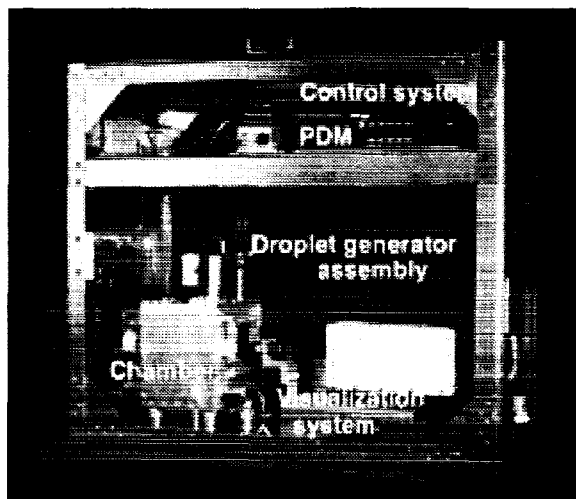 Control system
PDM
Droplet generator
assembly
Chamber
Visualization
system